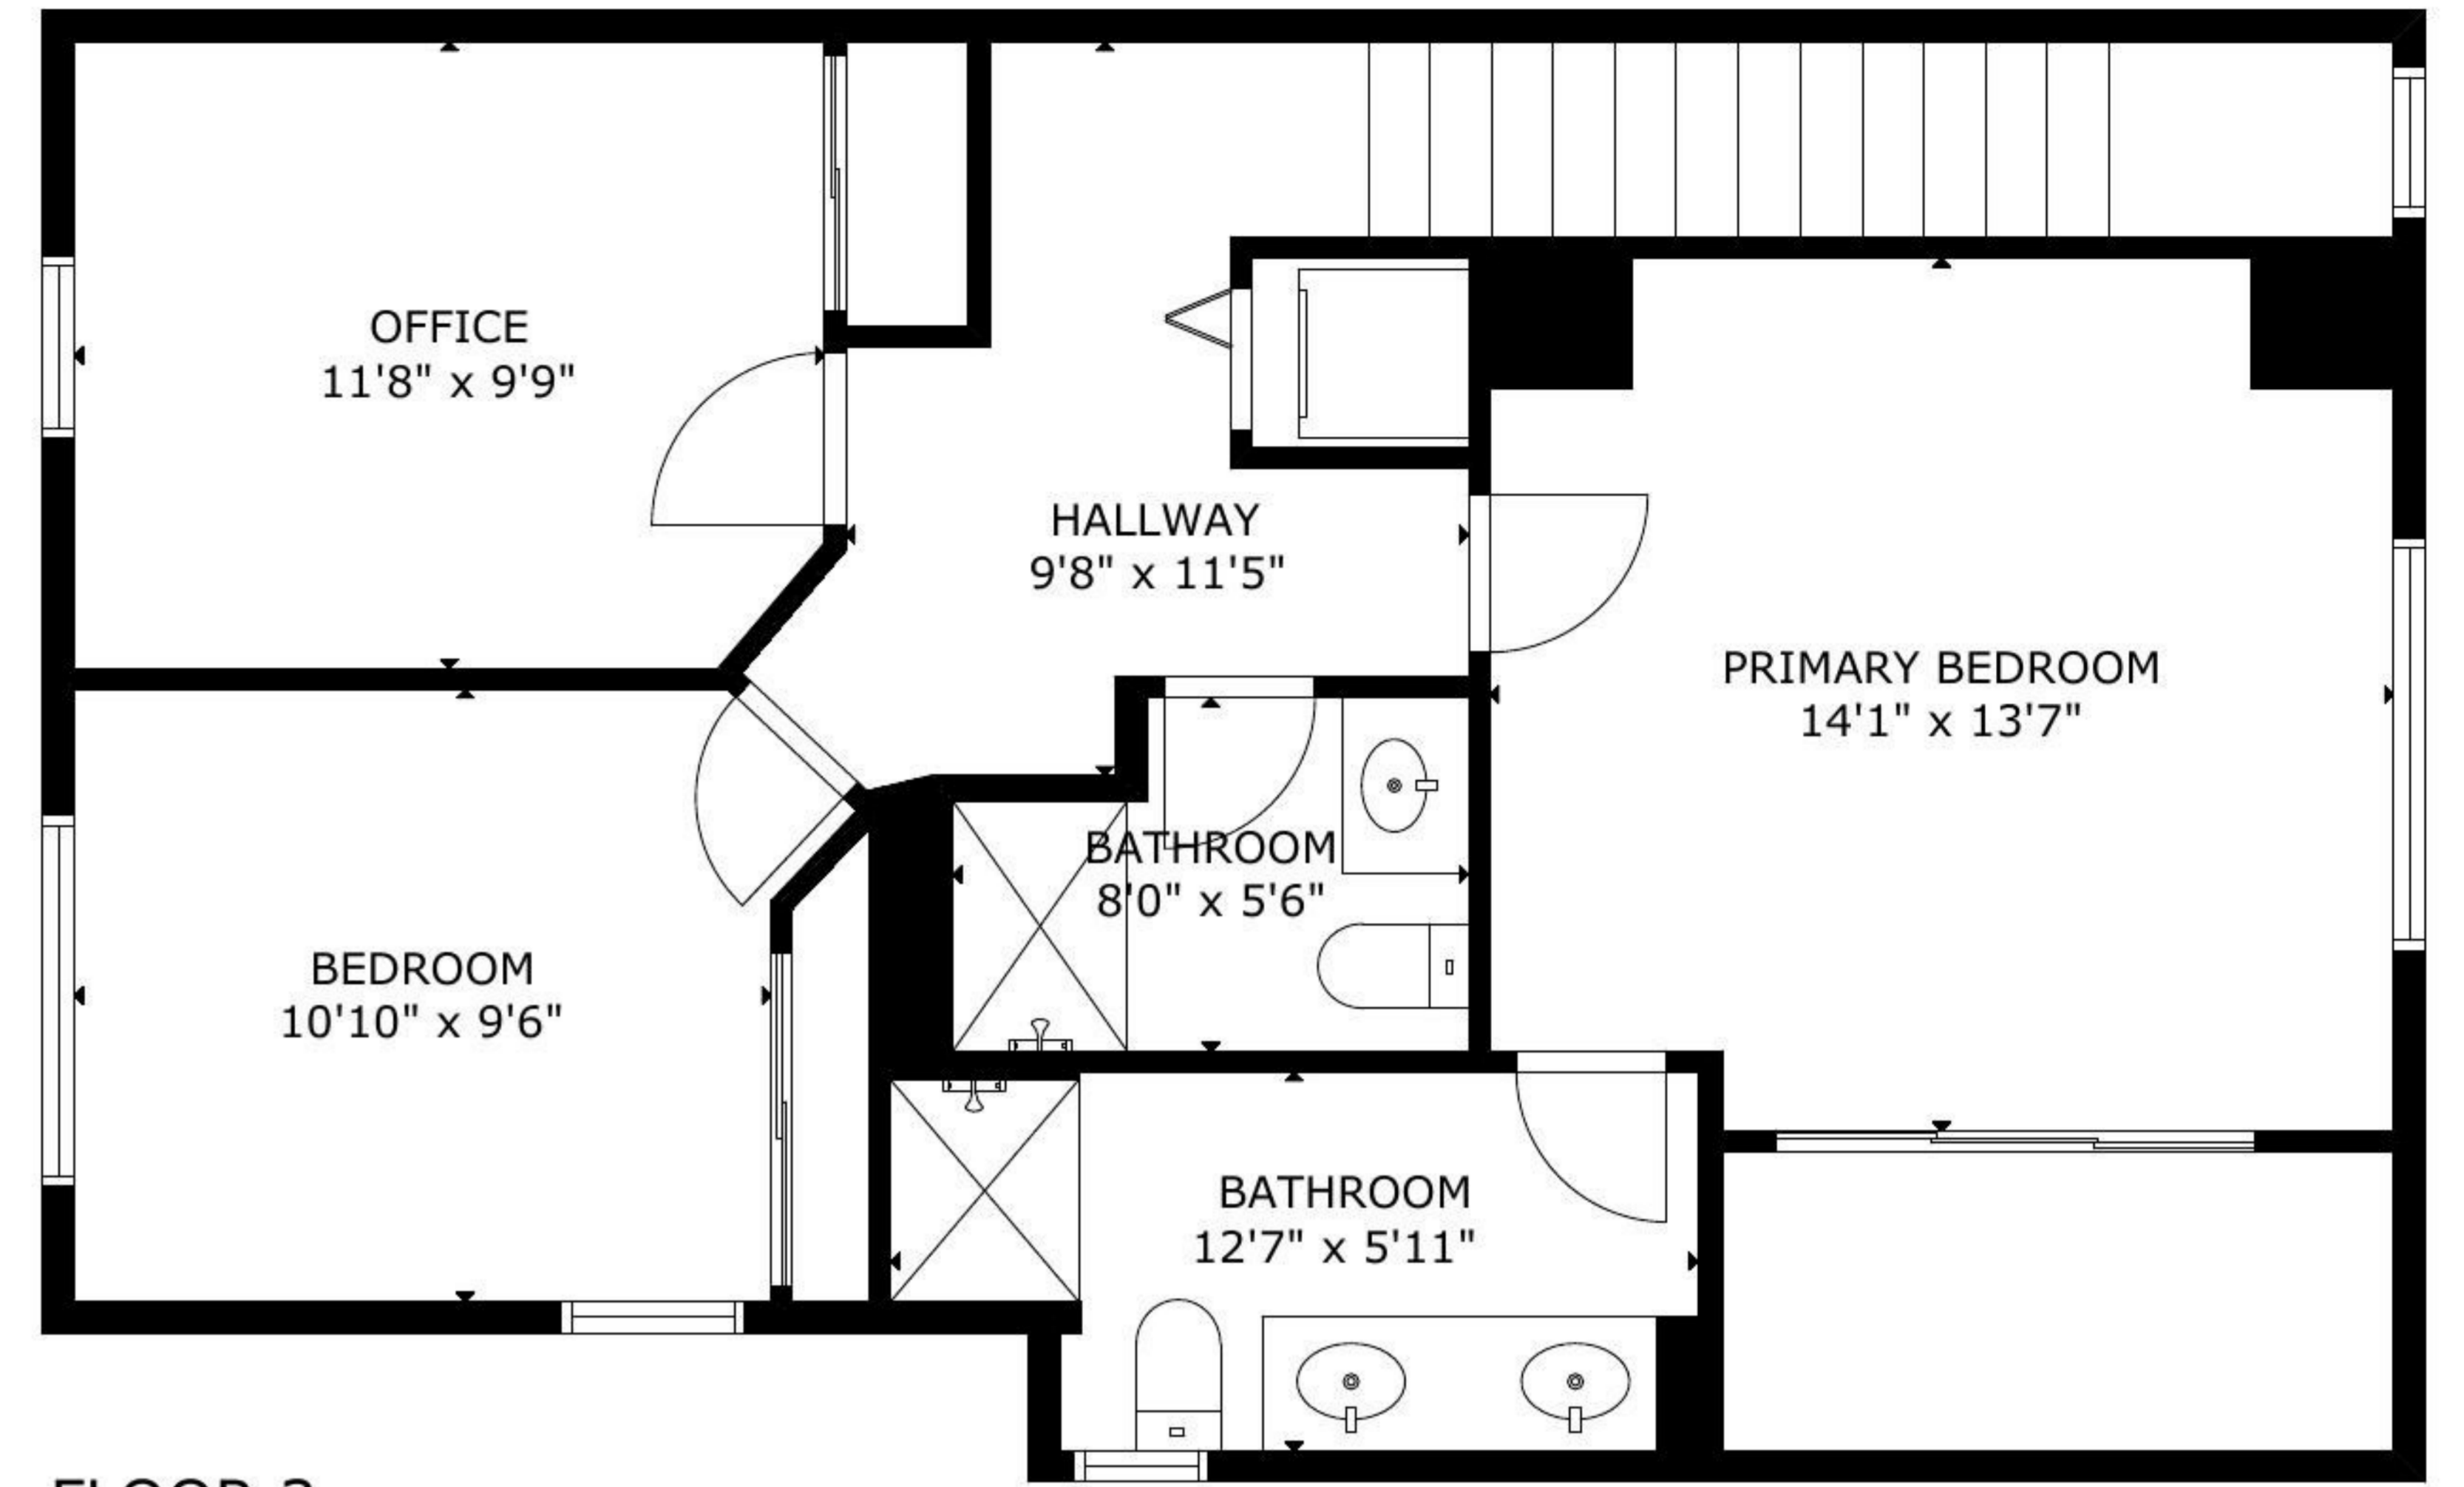 OFFICE
11'8" x 9'9"
HALLWAY
9'8" x 11'5"
PRIMARY BEDROOM
14'1" x 13'7"
BATHROOM
8'0" x 5'6"
BEDROOM
10'10" x 9'6"
BATHROOM
12'7" x 5'11"